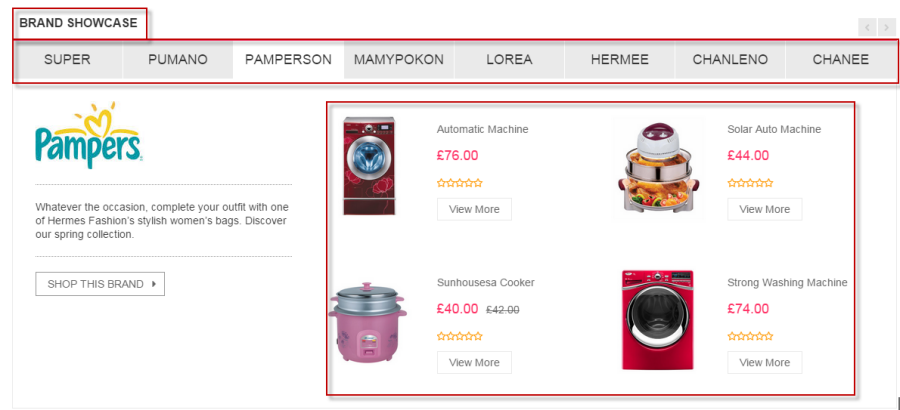 BRAND SHOWCASE
SUPER PUMANO PAMPERSON MAMYPOKON LOREA HERMEE CHANLENO CHANEE
Pampers
Whatever the occasion, complete your outfit with one
of Hermes Fashion's stylish women's bags. Discover
our spring collection.
SHOP THIS BRAND
Automatic Machine
£76.00
View More
Solar Auto Machine
£44.00
View More
Sunhousesa Cooker
£40.00 £42.00
View More
Strong Washing Machine
£74.00
View More